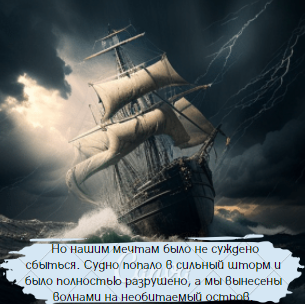 Но нашим мечтам было не суждено
сбыться. Судно попало в сильный шторм и
было полностью разрушено, а мы вынесены
волнами на необитаемый остров